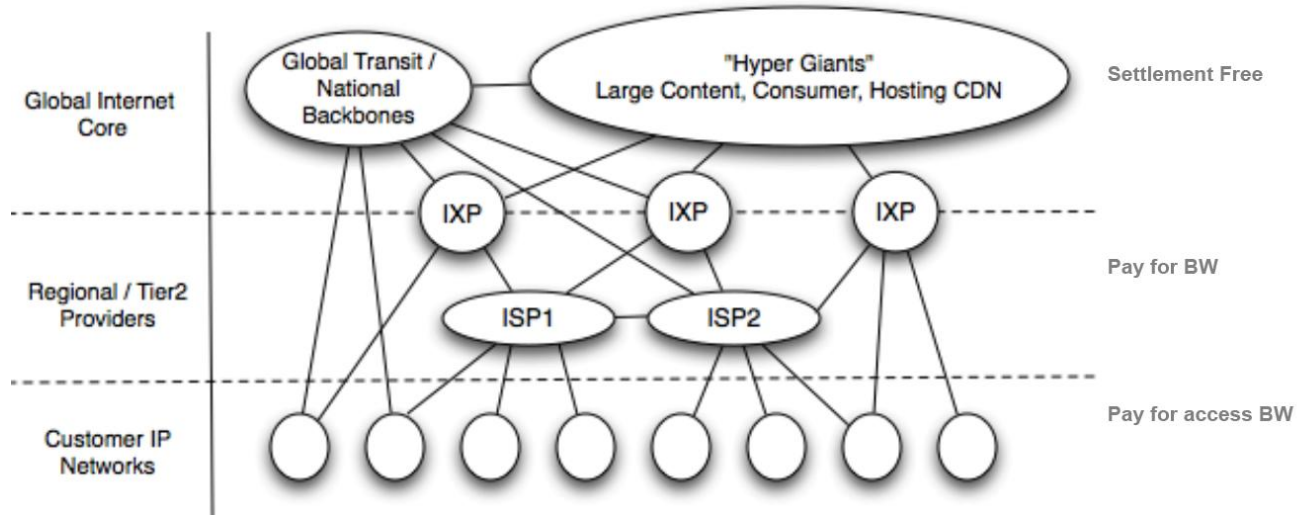 Global Internet
Core
Global Transit /
National
Backbones
"Hyper Giants"
Large Content, Consumer, Hosting CDN
Settlement Free
IXP
IXP
IXP
Regional / Tier2
Providers
ISP1
ISP2
Pay for BW
Customer IP
Networks
Pay for access BW